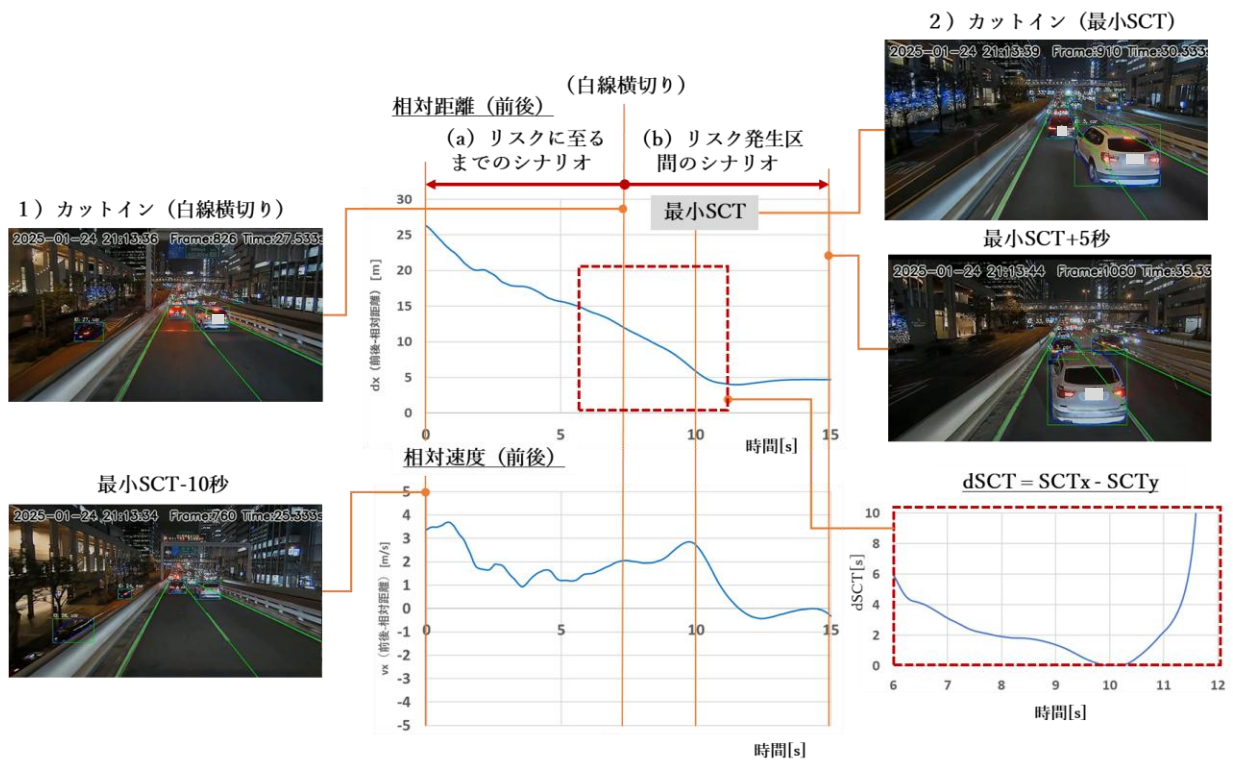 2）カットイン（最小SCT）
2025-01-24 21:13:39 Frame:910 Time:30.333s
（白線横切り）
相対距離（前後）
（a）リスクに至る
までのシナリオ
（b）リスク発生区
間のシナリオ
1）カットイン（白線横切り）
2025-01-24 21:13:36 Frame:826 Time:27.533s
最小SCT
最小SCT+5秒
2025-01-24 21:13:44 Frame:1060 Time:35.33
dx（前後-相対距離）[m]
30
25
20
15
10
5
0
0
5
10
15
時間[s]
相対速度（前後）
最小SCT-10秒
2025-01-24 21:13:34 Frame:760 Time:25.333s
vx（前後-相対距離）[m/s]
5
4
3
2
1
0
-1
-2
-3
-4
-5
0
5
10
15
時間[s]
dSCT = SCTx - SCTy
dSCT[s]
10
8
6
4
2
0
6
7
8
9
10
11
12
時間[s]